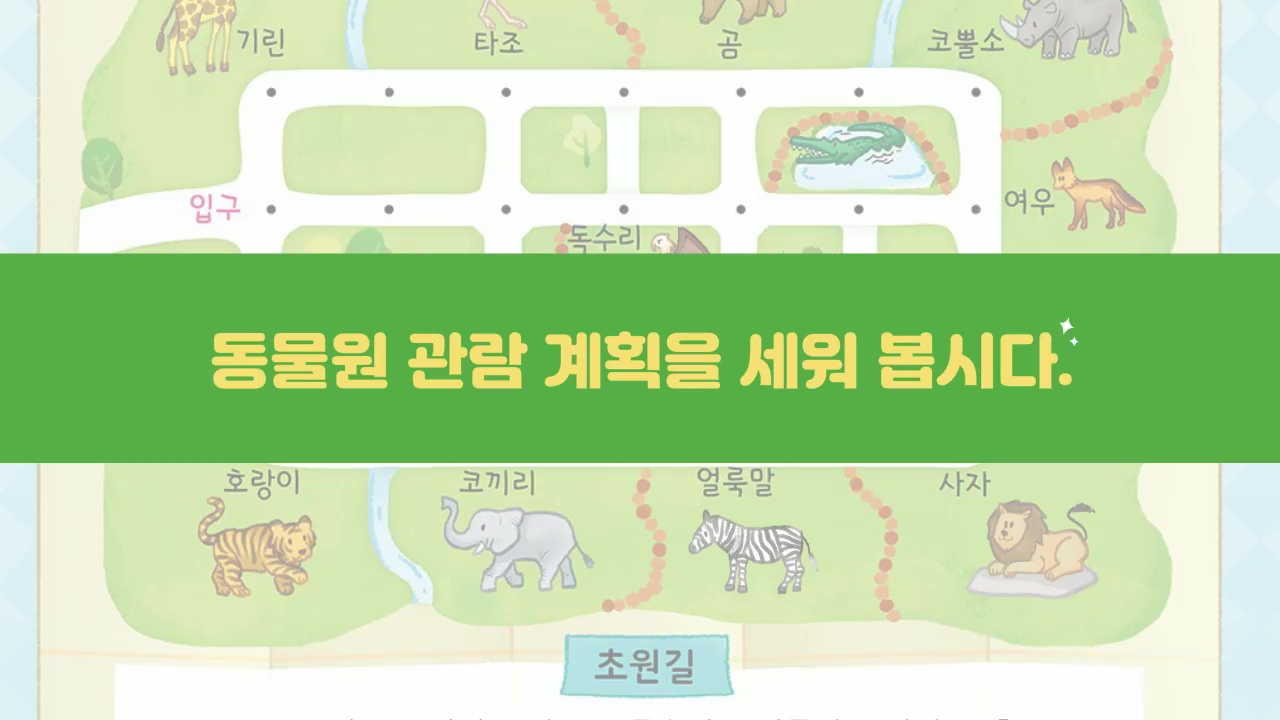 기린 타조 곰 코뿔소
입구 여우
독수리
동물원 관람 계획을 세워 봅시다.
호랑이 코끼리 얼룩말 사자
초원길